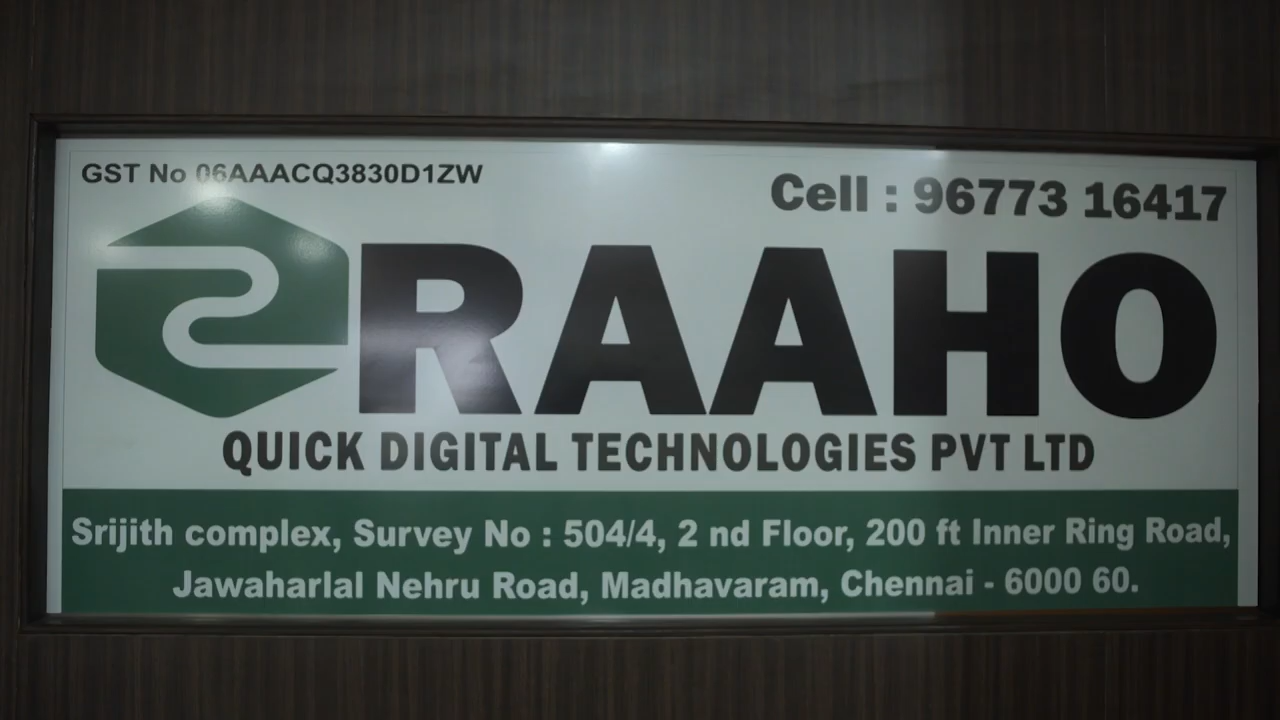 GST No 06AAACQ3830D1ZW
Cell : 96773 16417
RAAHO
QUICK DIGITAL TECHNOLOGIES PVT LTD
Srijith complex, Survey No : 504/4, 2 nd Floor, 200 ft Inner Ring Road,
Jawaharlal Nehru Road, Madhavaram, Chennai - 6000 60.